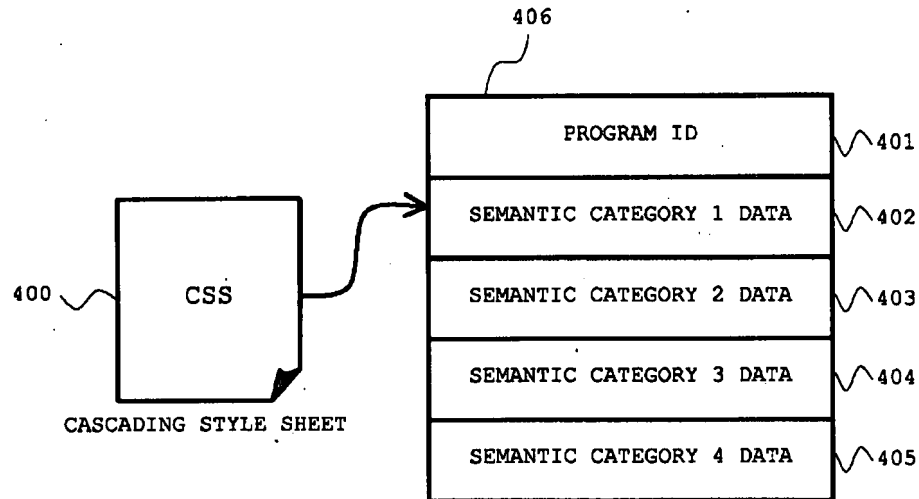 406
PROGRAM ID
401
SEMANTIC CATEGORY 1 DATA
402
SEMANTIC CATEGORY 2 DATA
403
SEMANTIC CATEGORY 3 DATA
404
SEMANTIC CATEGORY 4 DATA
405
400
CSS
CASCADING STYLE SHEET